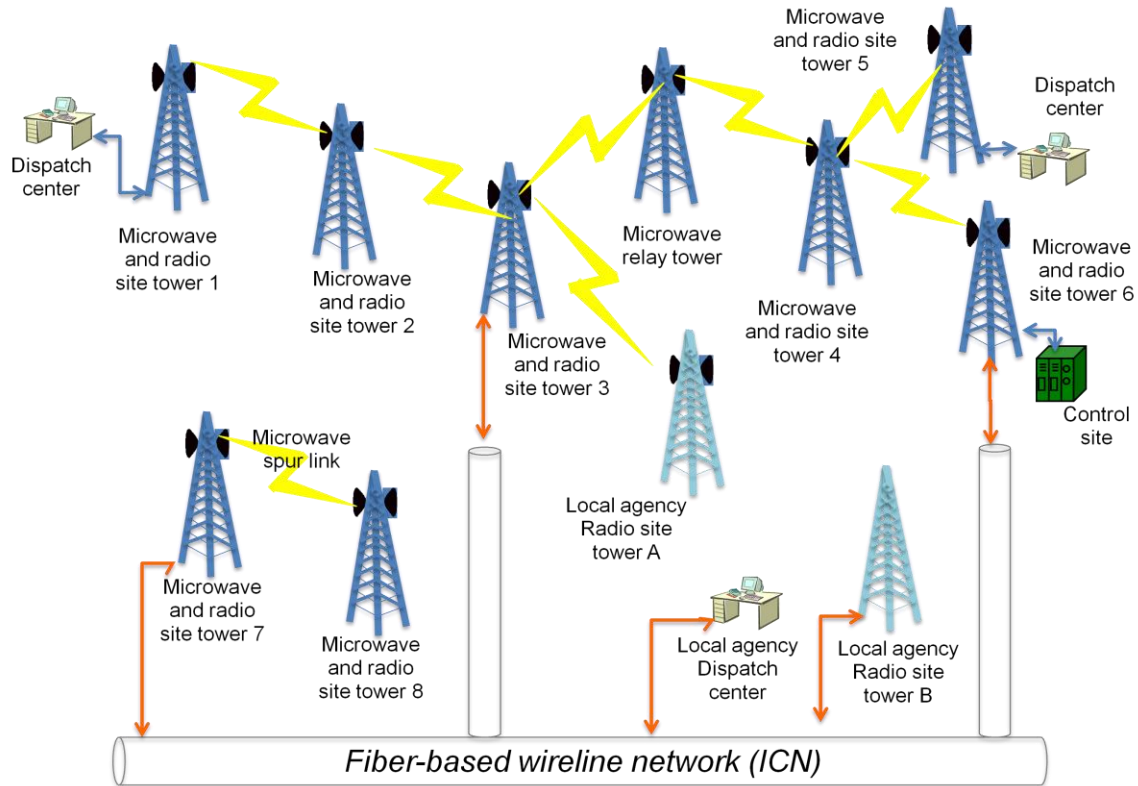 Microwave
and radio site
tower 5
Dispatch
center
Dispatch
center
Microwave
and radio
site tower 1
Microwave
and radio
site tower 2
Microwave
and radio
site tower 3
Microwave
relay tower
Microwave
and radio site
tower 4
Microwave
and radio
site tower 6
Control
site
Microwave
spur link
Local agency
Radio site
tower A
Microwave
and radio
site tower 7
Microwave
and radio
site tower 8
Local agency
Dispatch
center
Local agency
Radio site
tower B
Fiber-based wireline network (ICN)